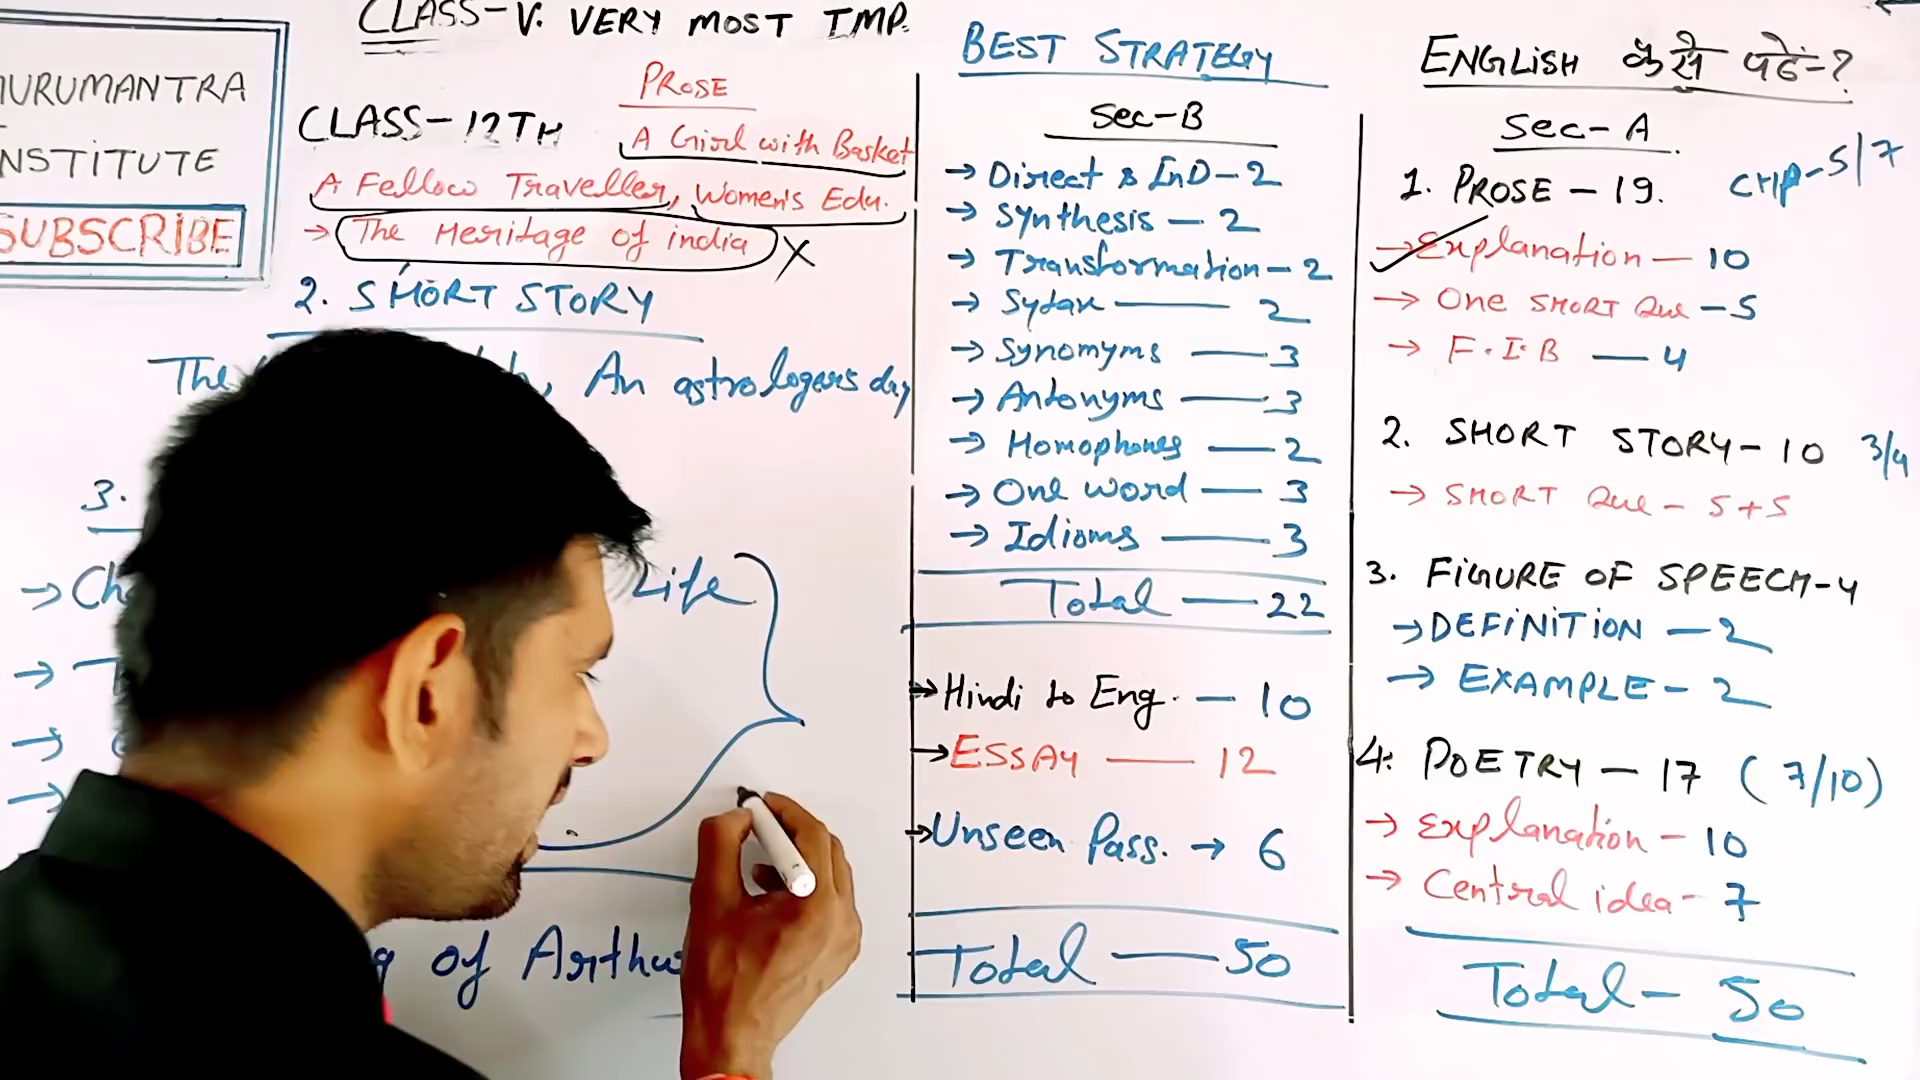 CLASS-V. VERY MOST IMP.
URUMANTRA
NSTITUTE
SUBSCRIBE
CLASS-12TH
PROSE
A Girl with Basket
A Fellow Traveller, Women's Edu.
→ The Heritage of india X
2. SHORT STORY
The An astrologers day
3.
→ Ch Life
→ T
→
→
of Arthu
BEST STRATEGY
Sec-B
→ Direct & InD-2
→ Synthesis — 2
→ Transformation - 2
→ Sytax — 2
→ Synomyms — 3
→ Antonyms — 3
→ Homophones — 2
→ One word — 3
→ Idioms — 3
Total — 22
→ Hindi to Eng. — 10
→ ESSAY — 12
→ Unseen Pass. → 6
Total — 50
ENGLISH कैसे पढें-?
Sec-A
1. PROSE - 19. CHP-5/7
→ Explanation — 10
→ One SHORT Que - 5
→ F.I.B — 4
2. SHORT STORY-10 3/4
→ SHORT Que - 5+5
3. FIGURE OF SPEECH-4
→ DEFINITION — 2
→ EXAMPLE - 2
4. POETRY - 17 (7/10)
→ Explanation - 10
→ Central idea - 7
Total - 50